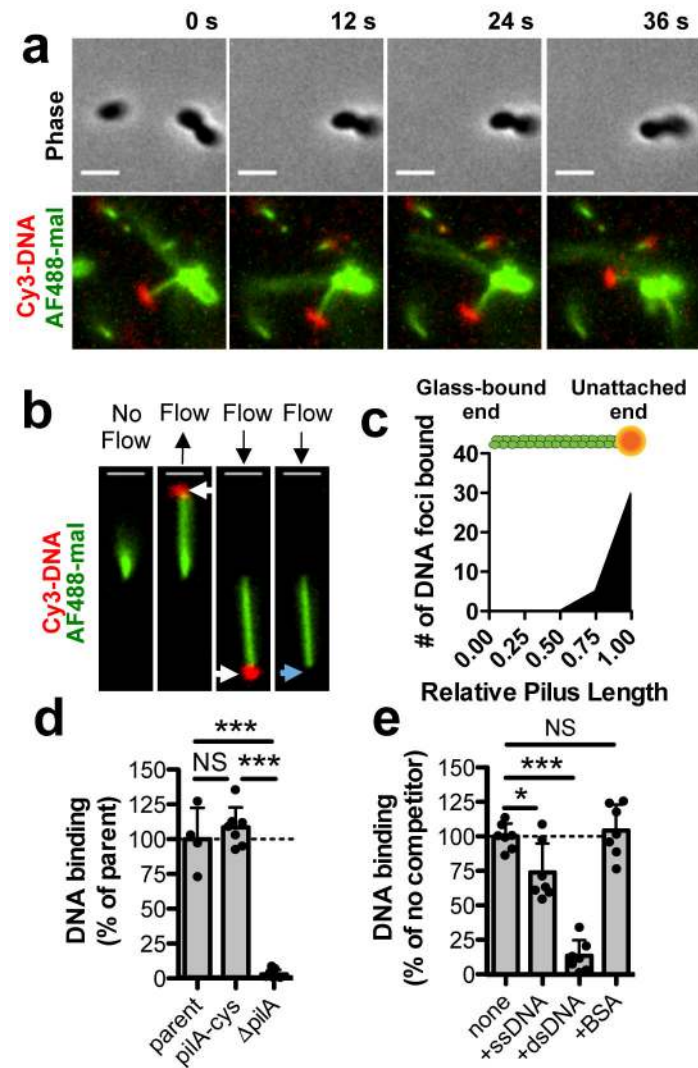 0 s 12 s 24 s 36 s
a
Phase
Cy3-DNA
AF488-mal
b
No Flow
Flow
Flow
Flow
Cy3-DNA
AF488-mal
c
Glass-bound end
Unattached end
# of DNA foci bound
40
30
20
10
0
0.00 0.25 0.50 0.75 1.00
Relative Pilus Length
d
***
NS ***
DNA binding
(% of parent)
150
125
100
75
50
25
0
parent pilA-cys ΔpilA
e
NS
***
*
DNA binding
(% of no competitor)
150
125
100
75
50
25
0
none +ssDNA +dsDNA +BSA